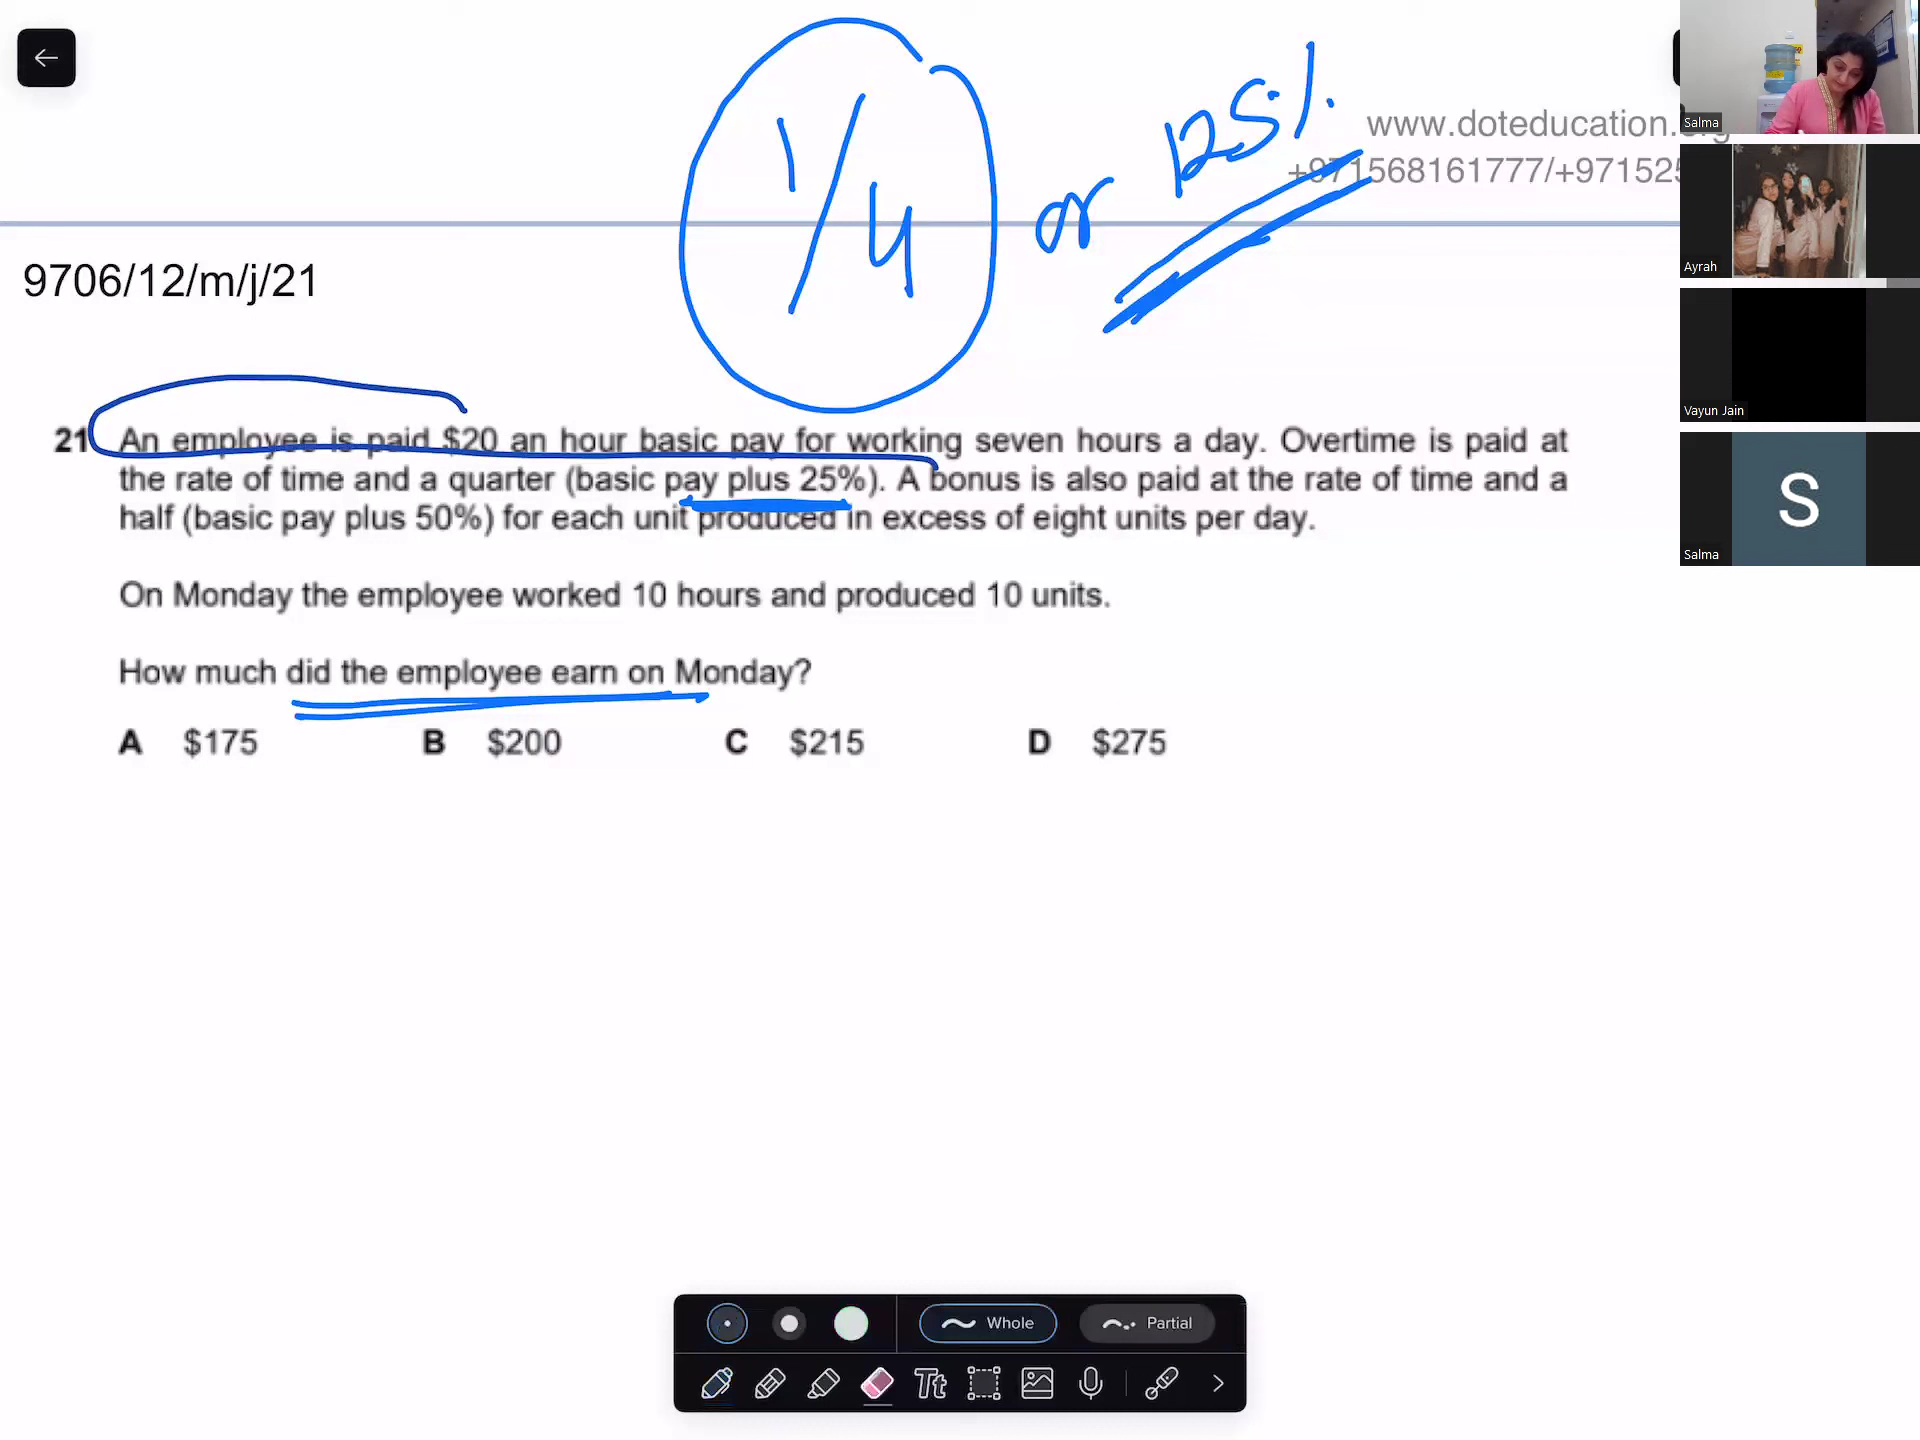 1/4 or 125%
www.doteducation.
+971568161777/+97152
9706/12/m/j/21
21 An employee is paid $20 an hour basic pay for working seven hours a day. Overtime is paid at
the rate of time and a quarter (basic pay plus 25%). A bonus is also paid at the rate of time and a
half (basic pay plus 50%) for each unit produced in excess of eight units per day.
On Monday the employee worked 10 hours and produced 10 units.
How much did the employee earn on Monday?
A $175 B $200 C $215 D $275
Salma
Ayrah
Vayun Jain
S
Salma
Whole Partial
Tt